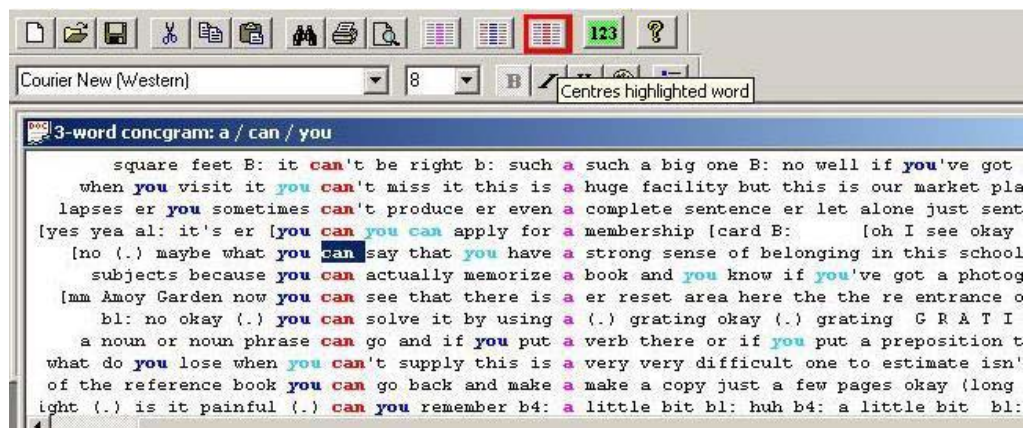 123
?
Courier New (Western)
8
B
Centres highlighted word
DOC
3-word concgram: a / can / you
square feet B: it can't be right b: such a such a big one B: no well if you've got
when you visit it you can't miss it this is a huge facility but this is our market pla
lapses er you sometimes can't produce er even a complete sentence er let alone just sent
[yes yea al: it's er [you can you can apply for a membership [card B: [oh I see okay
[no (.) maybe what you can say that you have a strong sense of belonging in this school
subjects because you can actually memorize a book and you know if you've got a photog
[mm Amoy Garden now you can see that there is a er reset area here the the re entrance o
bl: no okay (.) you can solve it by using a (.) grating okay (.) grating G R A T I
a noun or noun phrase can go and if you put a verb there or if you put a preposition t
what do you lose when you can't supply this is a very very difficult one to estimate isn'
of the reference book you can go back and make a make a copy just a few pages okay (long
ight (.) is it painful (.) can you remember b4: a little bit bl: huh b4: a little bit bl: